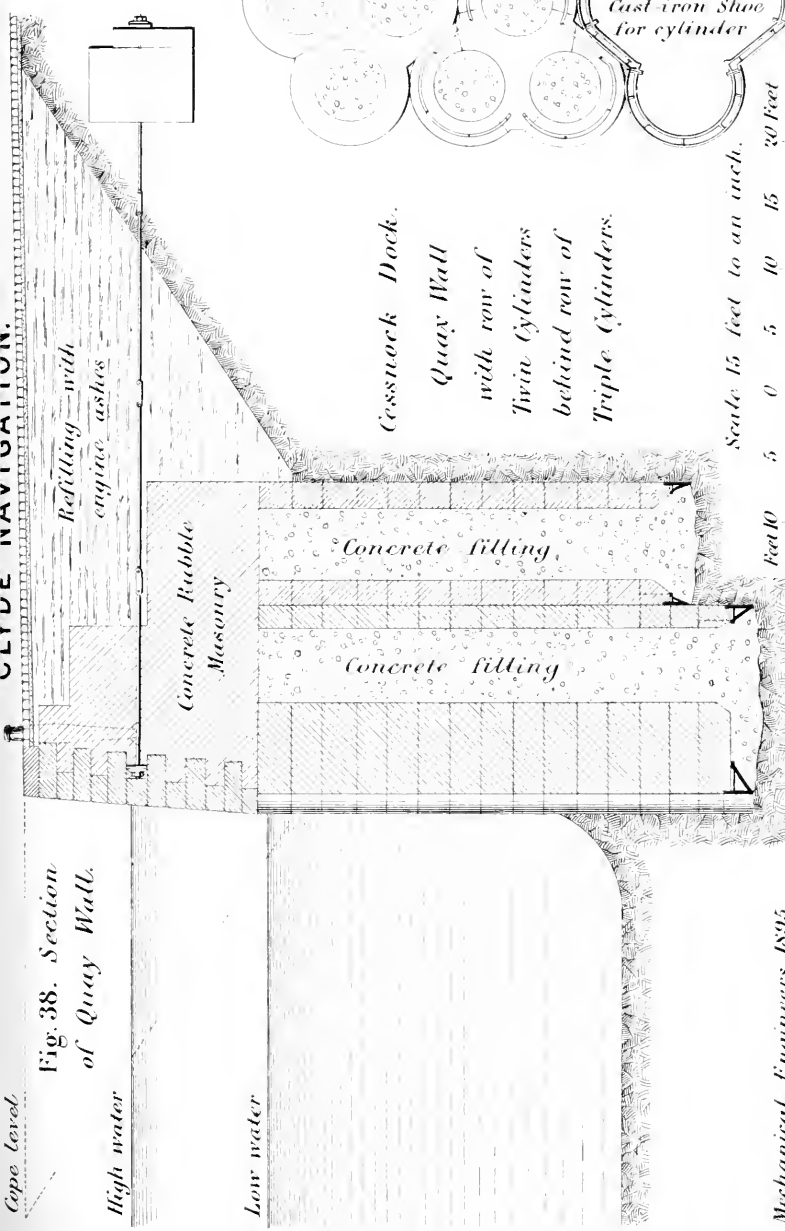 CLYDE NAVIGATION.
Cope level
Fig. 38. Section
of Quay Wall.
High water
Low water
Refilling with
engine ashes
Concrete Rubble
Masonry
Concrete filling
Concrete filling
Cessnock Dock.
Quay Wall
with row of
Twin Cylinders
behind row of
Triple Cylinders.
Cast-iron Shoe
for cylinder
Scale 15 feet to an inch.
Feet 10 5 0 5 10 15 20 Feet
Mechanical Engineers 1895